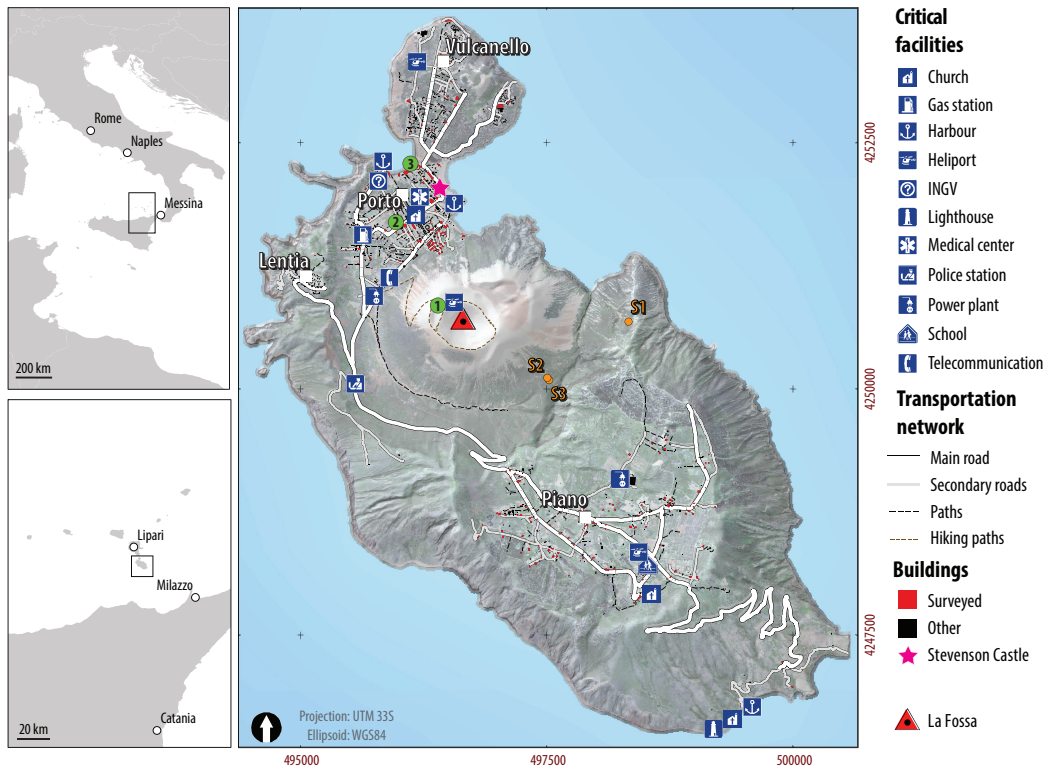 Rome
Naples
Messina
200 km
Lipari
Milazzo
Catania
20 km
Vulcanello
3
Porto
2
Lentia
1
S1
S2
S3
Piano
Projection: UTM 33S
Ellipsoid: WGS84
4252500
4250000
4247500
495000
497500
500000
Critical
facilities
Church
Gas station
Harbour
Heliport
INGV
Lighthouse
Medical center
Police station
Power plant
School
Telecommunication
Transportation
network
Main road
Secondary roads
Paths
Hiking paths
Buildings
Surveyed
Other
Stevenson Castle
La Fossa